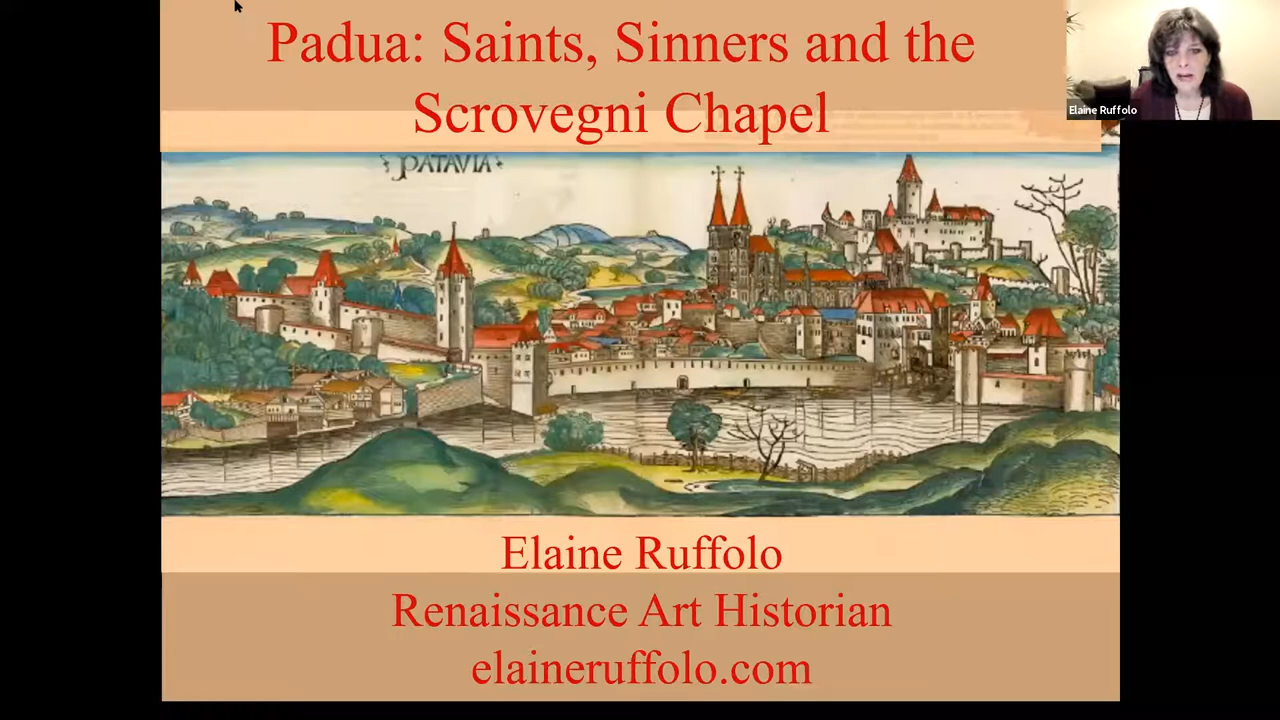 Padua: Saints, Sinners and the
Scrovegni Chapel
Elaine Ruffolo
PATAVIA
Elaine Ruffolo
Renaissance Art Historian
elaineruffolo.com